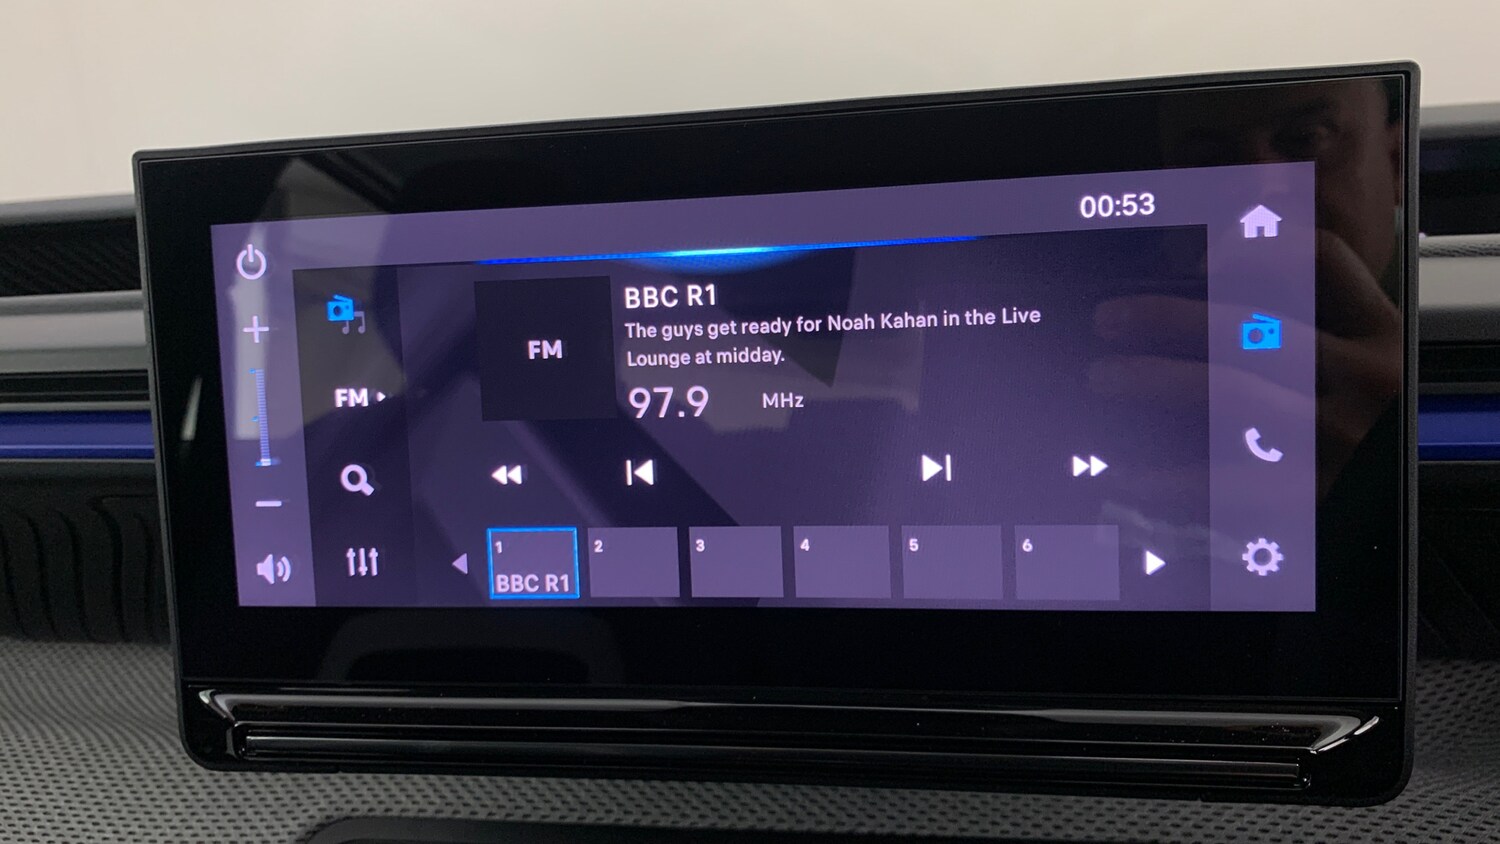 00:53
BBC R1
The guys get ready for Noah Kahan in the Live
Lounge at midday.
FM
97.9 MHz
FM
1
BBC R1
2
3
4
5
6